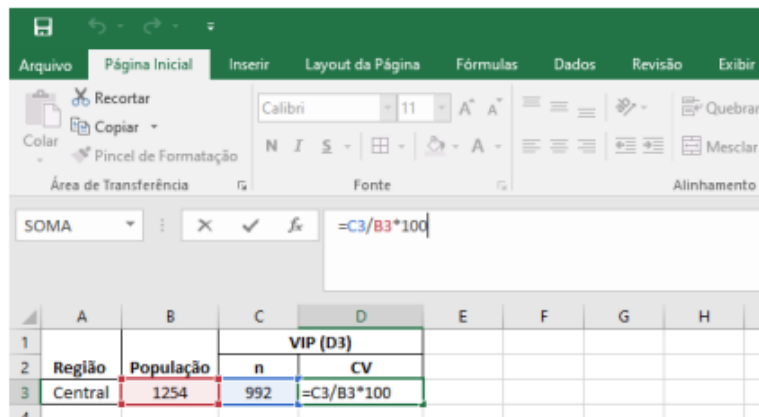 Arquivo Página Inicial Inserir Layout da Página Fórmulas Dados Revisão Exibir
Colar
Recortar
Copiar
Pincel de Formatação
Área de Transferência
Calibri 11 A A
N I S A
Fonte
Quebrar
Mesclar
Alinhamento
SOMA fx =C3/B3*100
A B C D E F G H
1 VIP (D3)
2 Região População n CV
3 Central 1254 992 =C3/B3*100